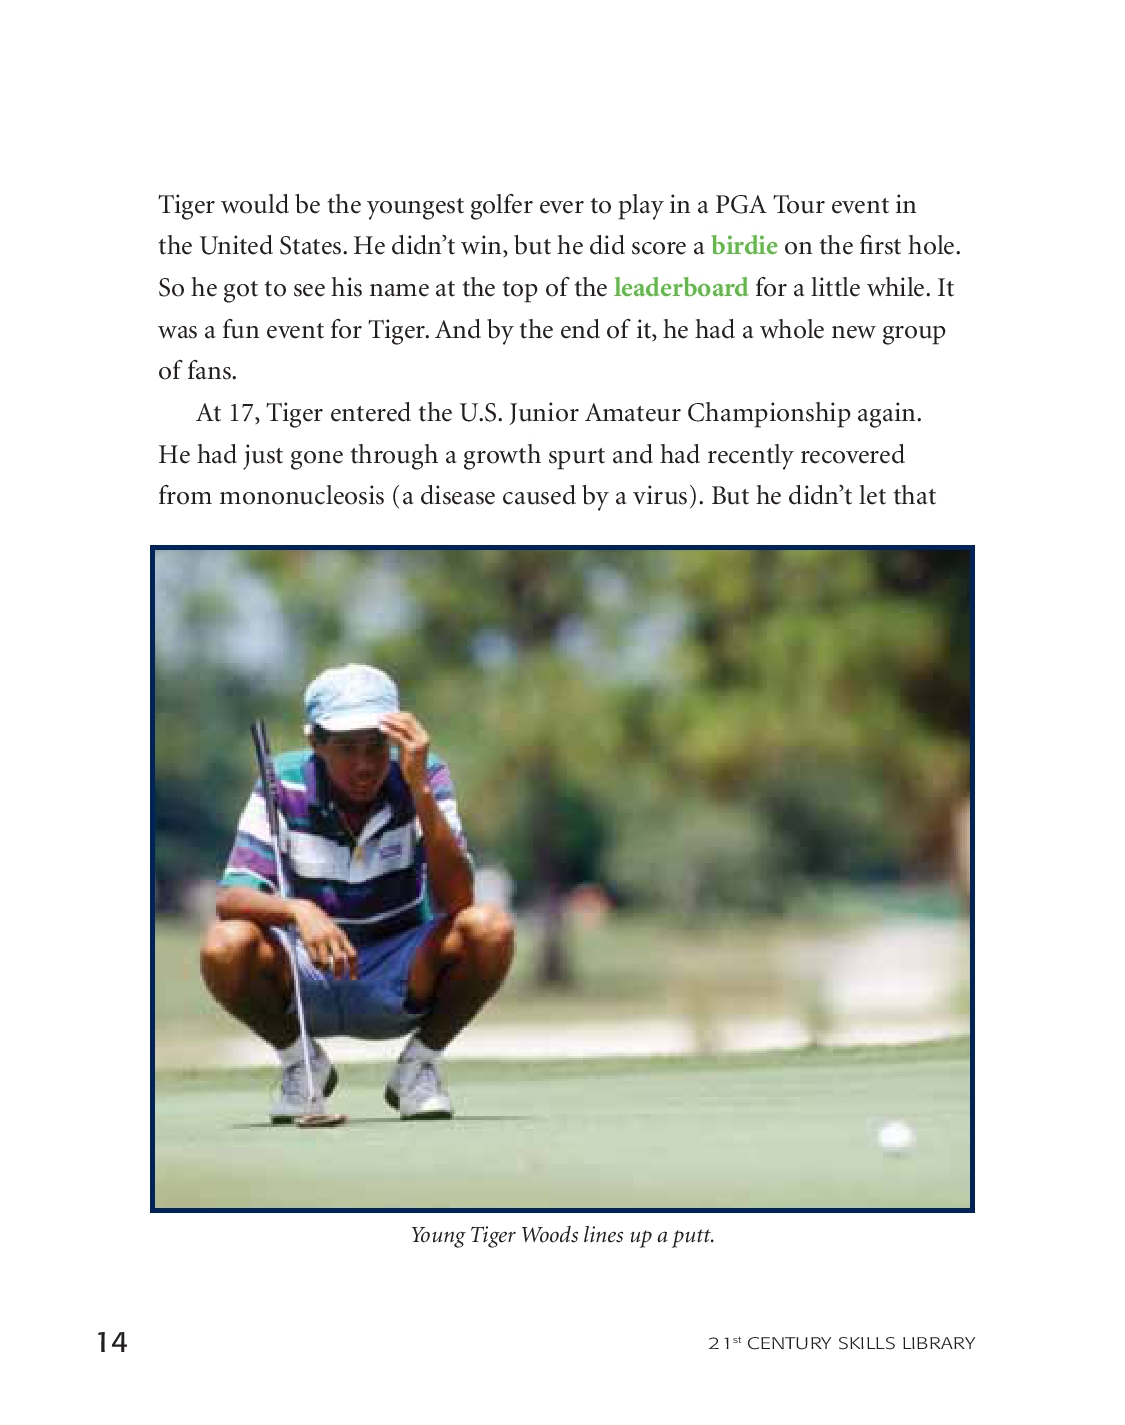 Tiger would be the youngest golfer ever to play in a PGA Tour event in
the United States. He didn’t win, but he did score a birdie on the first hole.
So he got to see his name at the top of the leaderboard for a little while. It
was a fun event for Tiger. And by the end of it, he had a whole new group
of fans.
At 17, Tiger entered the U.S. Junior Amateur Championship again.
He had just gone through a growth spurt and had recently recovered
from mononucleosis (a disease caused by a virus). But he didn’t let that
Young Tiger Woods lines up a putt.
14
21st CENTURY SKILLS LIBRARY